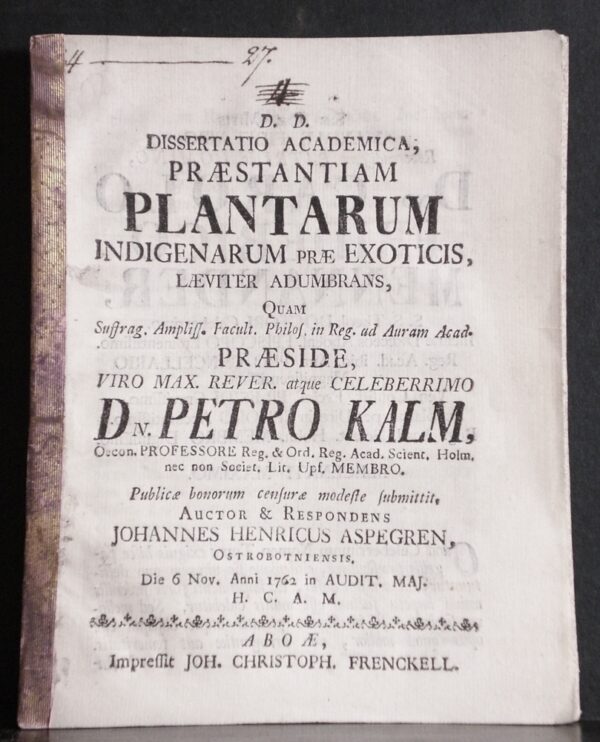 4 — 27.
4
D. D.
DISSERTATIO ACADEMICA,
PRÆSTANTIAM
PLANTARUM
INDIGENARUM PRÆ EXOTICIS,
LÆVITER ADUMBRANS,
QUAM
Suffrag. Ampliſſ. Facult. Philoſ. in Reg. ad Auram Acad.
PRÆSIDE,
VIRO MAX. REVER. atque CELEBERRIMO
DN. PETRO KALM,
Oecon. PROFESSORE Reg. & Ord. Reg. Acad. Scient. Holm.
nec non Societ. Lit. Upſ. MEMBRO.
Publicæ bonorum cenſuræ modeſte ſubmittit,
AUCTOR & RESPONDENS
JOHANNES HENRICUS ASPEGREN,
OSTROBOTNIENSIS.
Die 6 Nov. Anni 1762 in AUDIT. MAJ.
H. C. A. M.
ABOÆ,
Impreſſit JOH. CHRISTOPH. FRENCKELL.